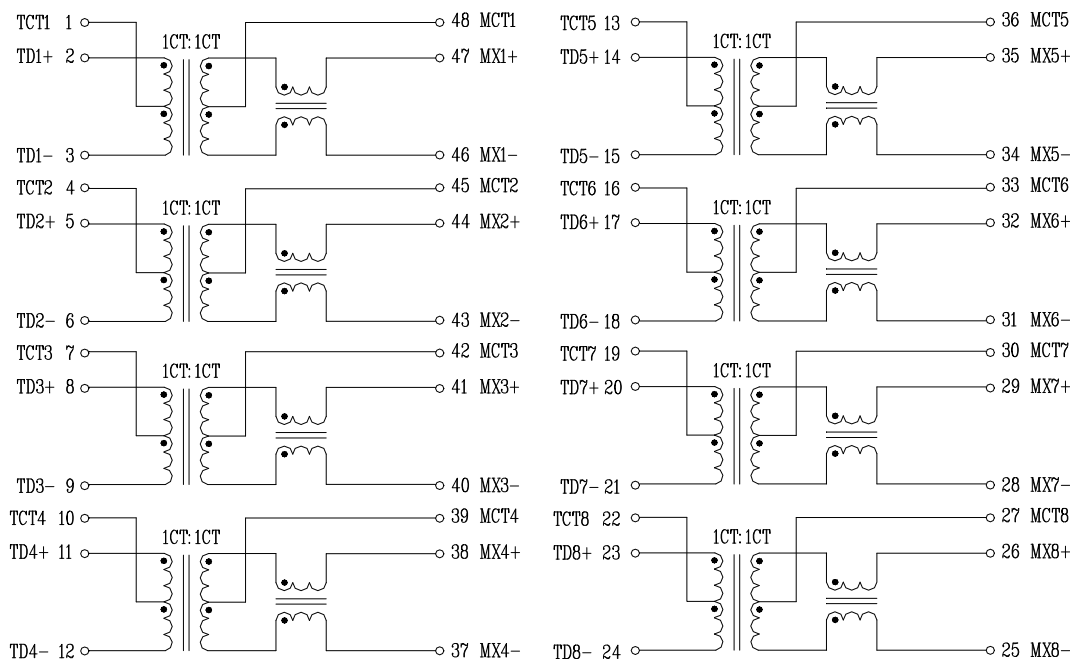 TCT1 1 48 MCT1
1CT:1CT
TD1+ 2 47 MX1+
TD1- 3 46 MX1-
TCT2 4 45 MCT2
1CT:1CT
TD2+ 5 44 MX2+
TD2- 6 43 MX2-
TCT3 7 42 MCT3
1CT:1CT
TD3+ 8 41 MX3+
TD3- 9 40 MX3-
TCT4 10 39 MCT4
1CT:1CT
TD4+ 11 38 MX4+
TD4- 12 37 MX4-
TCT5 13 36 MCT5
1CT:1CT
TD5+ 14 35 MX5+
TD5- 15 34 MX5-
TCT6 16 33 MCT6
1CT:1CT
TD6+ 17 32 MX6+
TD6- 18 31 MX6-
TCT7 19 30 MCT7
1CT:1CT
TD7+ 20 29 MX7+
TD7- 21 28 MX7-
TCT8 22 27 MCT8
1CT:1CT
TD8+ 23 26 MX8+
TD8- 24 25 MX8-